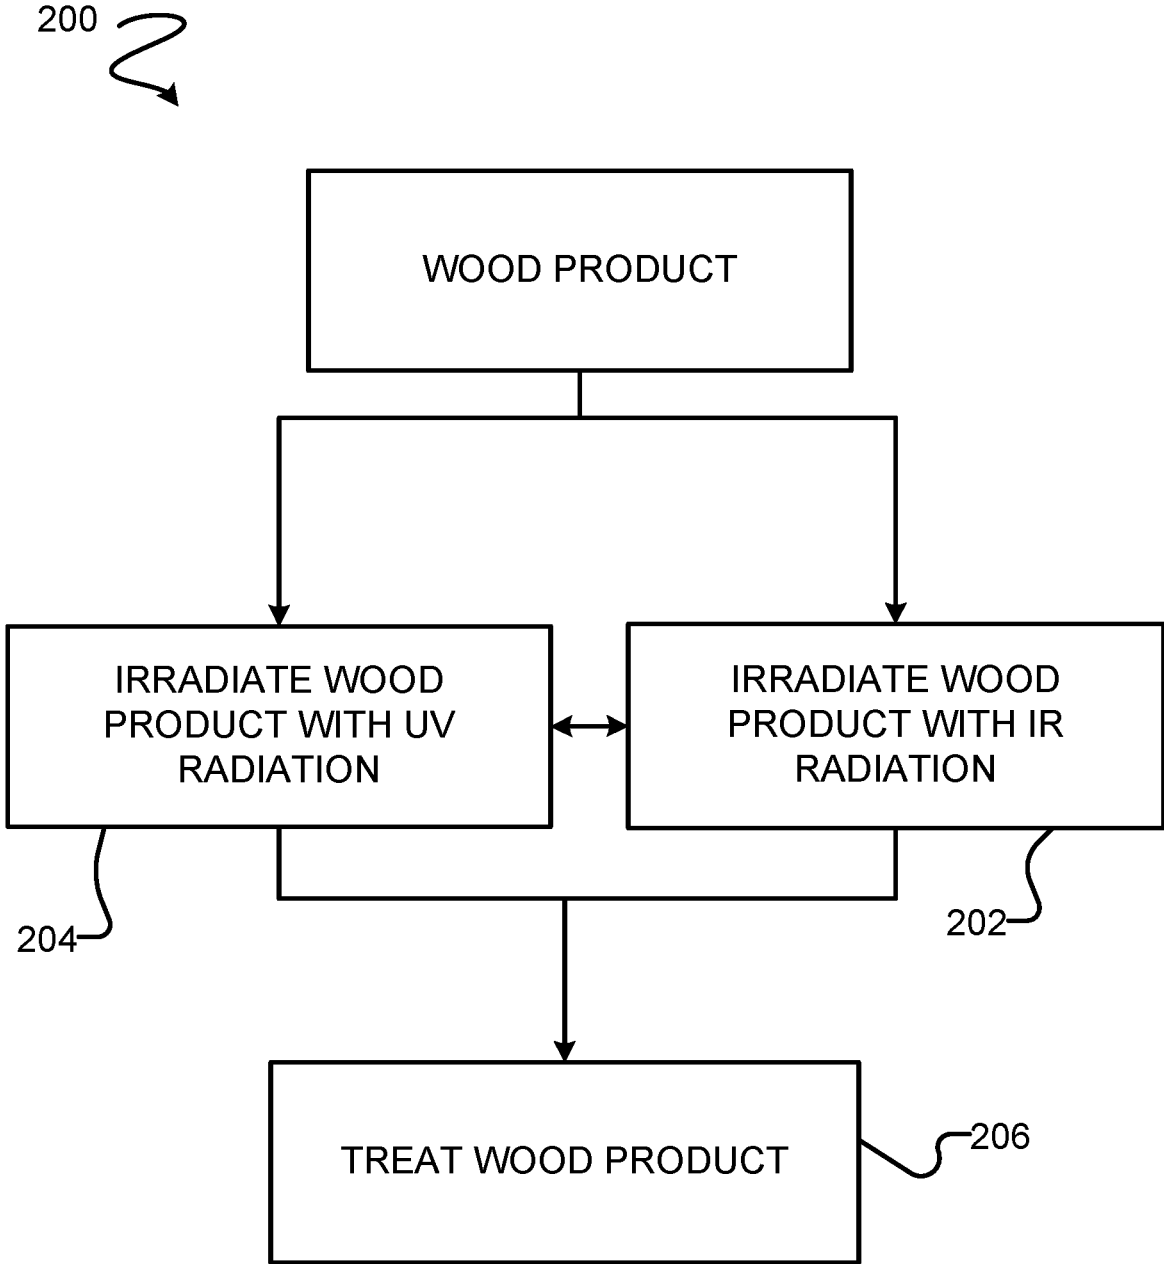 200
WOOD PRODUCT
IRRADIATE WOOD
PRODUCT WITH UV
RADIATION
IRRADIATE WOOD
PRODUCT WITH IR
RADIATION
204
202
TREAT WOOD PRODUCT
206